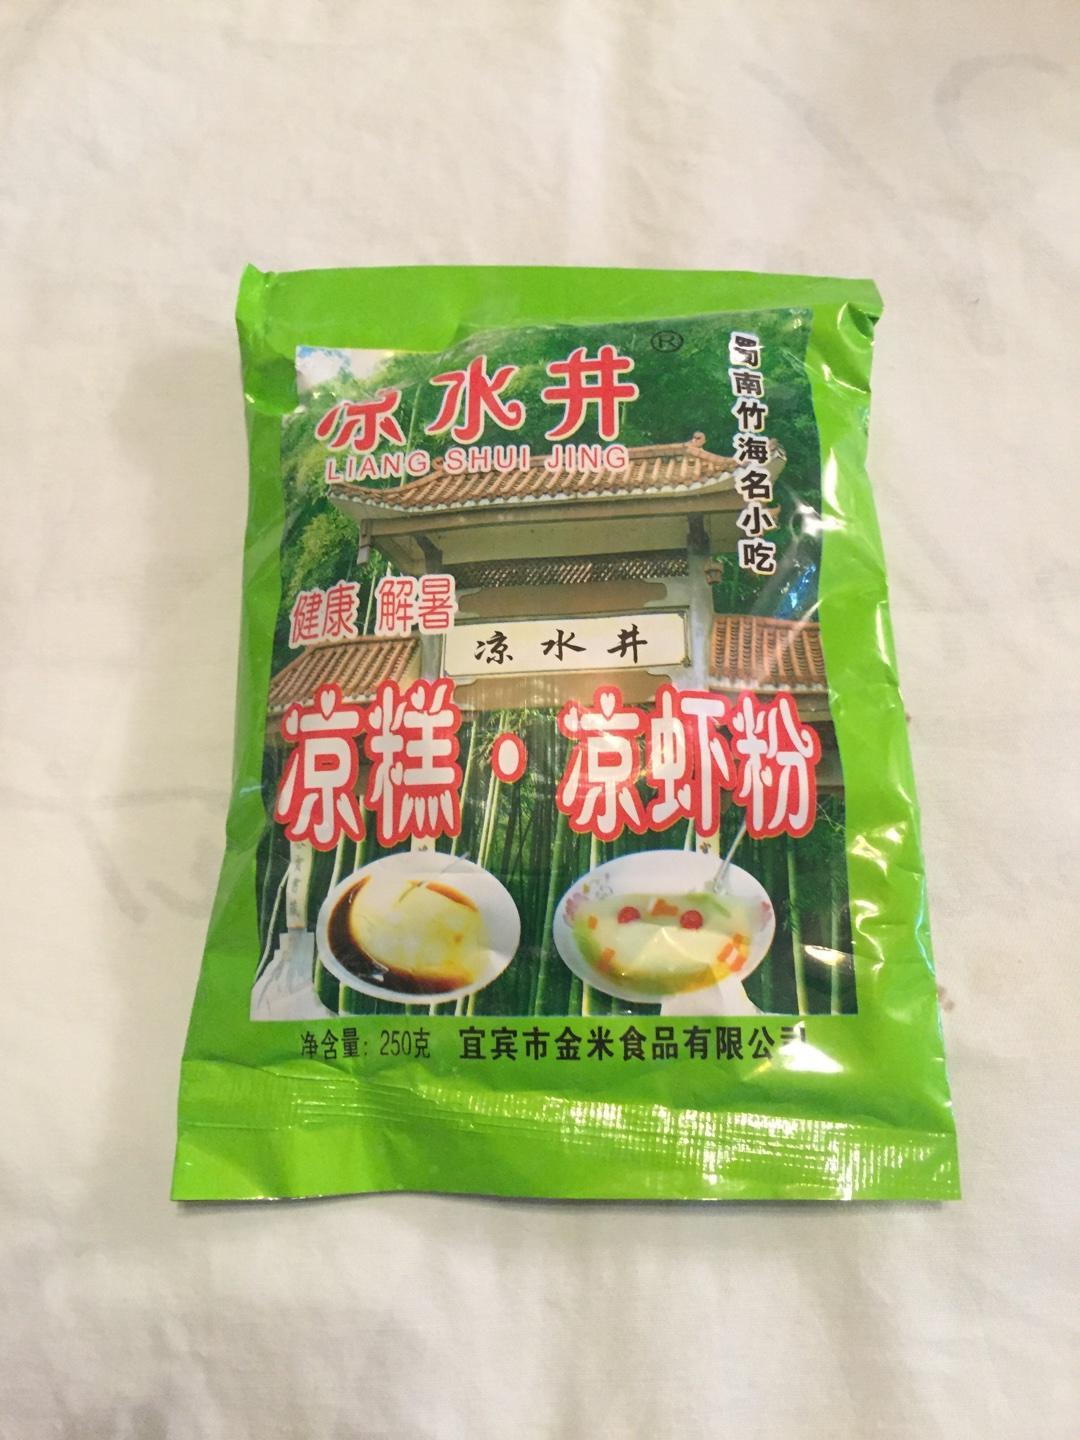 凉水井®
LIANG SHUI JING
蜀南竹海名小吃
健康 解暑
凉水井
凉糕·凉虾粉
净含量：250克 宜宾市金米食品有限公司